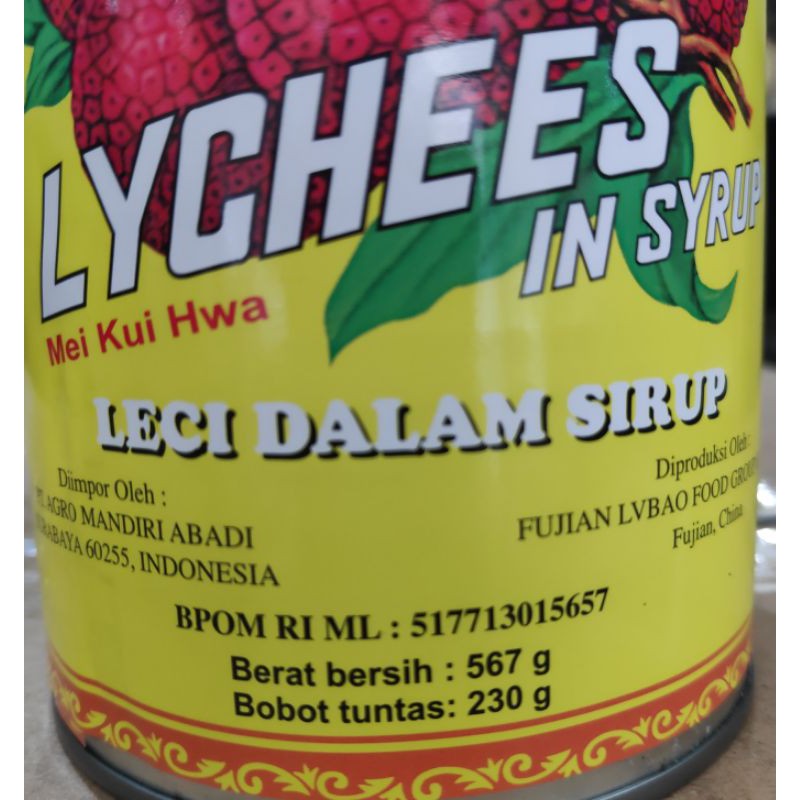 LYCHEES
IN SYRUP
Mei Kui Hwa
LECI DALAM SIRUP
Diimpor Oleh :
AGRO MANDIRI ABADI
60255, INDONESIA
Diproduksi Oleh :
FUJIAN LVBAO FOOD GROUP
Fujian, China
BPOM RI ML : 517713015657
Berat bersih : 567 g
Bobot tuntas: 230 g